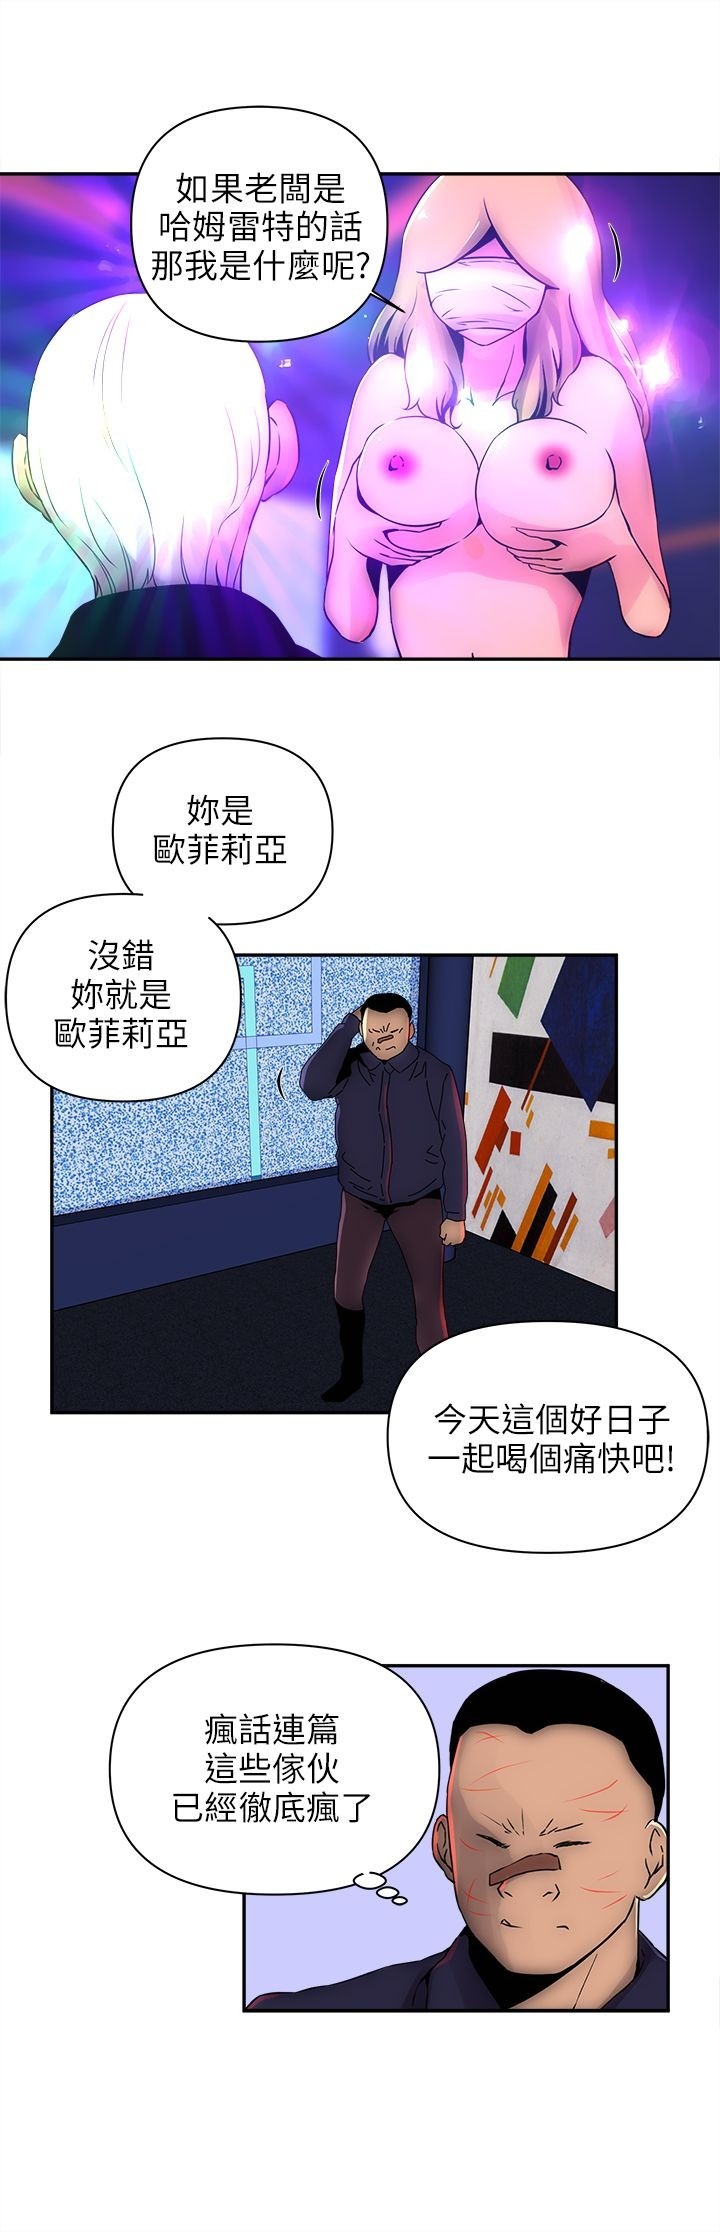 如果老闆是
哈姆雷特的話
那我是什麼呢?
妳是
歐菲莉亞
沒錯
妳就是
歐菲莉亞
今天這個好日子
一起喝個痛快吧!
瘋話連篇
這些傢伙
已經徹底瘋了